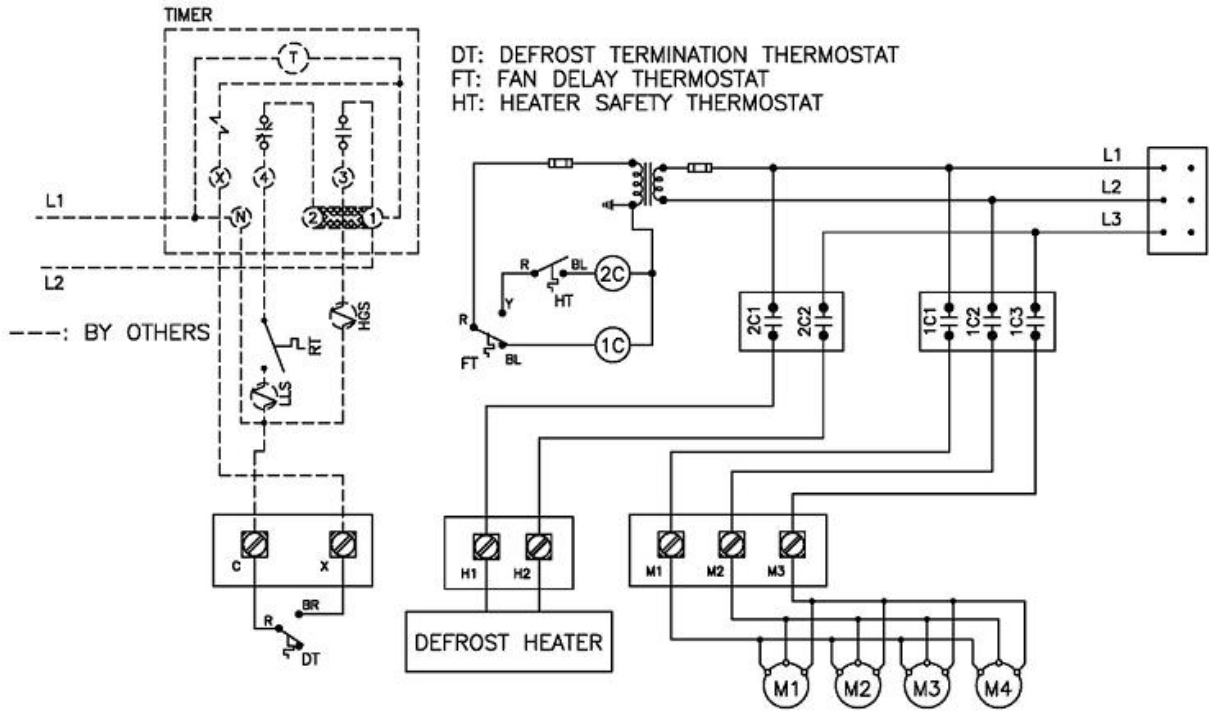 TIMER
T
DT: DEFROST TERMINATION THERMOSTAT
FT: FAN DELAY THERMOSTAT
HT: HEATER SAFETY THERMOSTAT
X
4
3
L1
N
2
1
L2
----: BY OTHERS
HGS
RT
LLS
L1
L2
L3
R
BL
2C
HT
Y
R
FT
BL
1C
2C1
2C2
1C1
1C2
1C3
C
X
R
BR
DT
H1
H2
DEFROST HEATER
M1
M2
M3
M1
M2
M3
M4